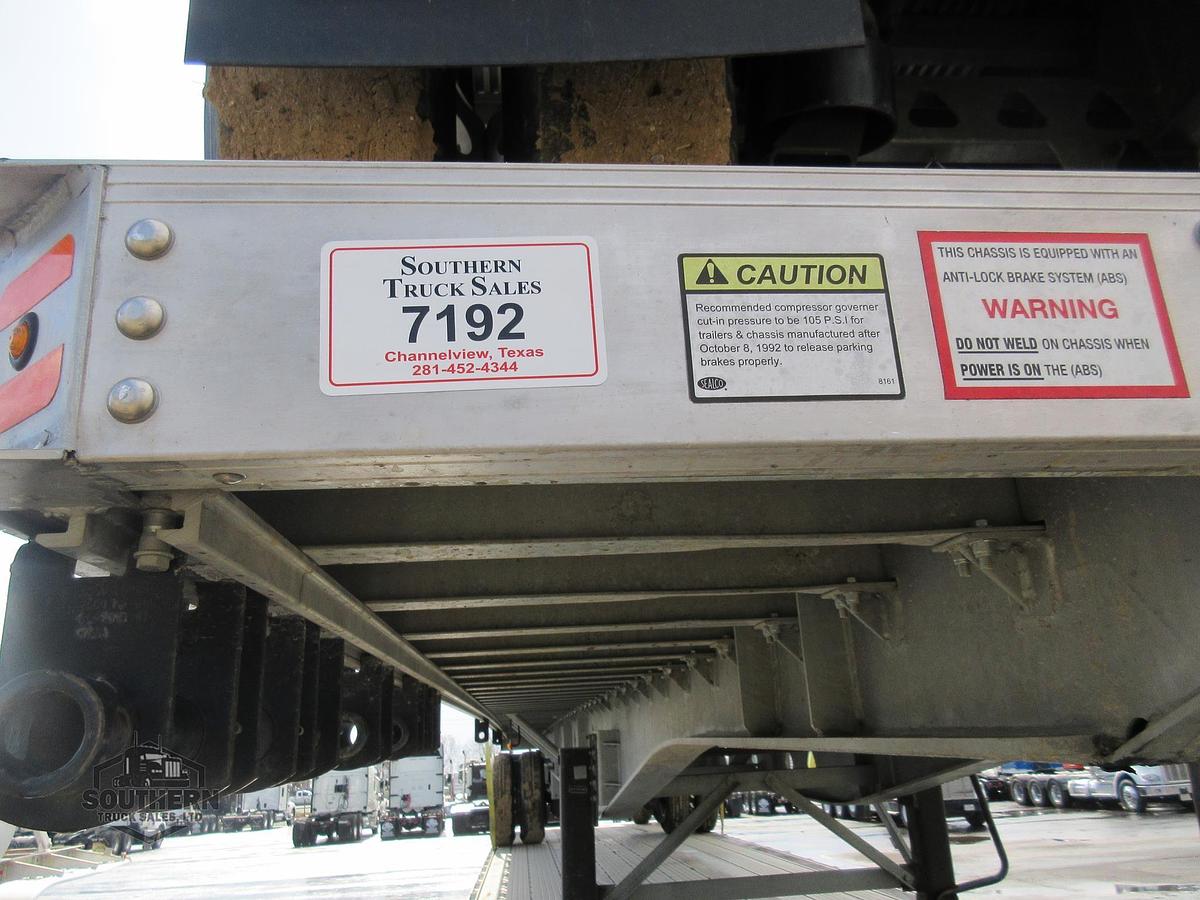 SOUTHERN
TRUCK SALES
7192
Channelview, Texas
281-452-4344
CAUTION
Recommended compressor governer
cut-in pressure to be 105 P.S.I for
trailers & chassis manufactured after
October 8, 1992 to release parking
brakes properly.
SEALCO
8161
THIS CHASSIS IS EQUIPPED WITH AN
ANTI-LOCK BRAKE SYSTEM (ABS)
WARNING
DO NOT WELD ON CHASSIS WHEN
POWER IS ON THE (ABS)
SOUTHERN
TRUCK SALES, LTD